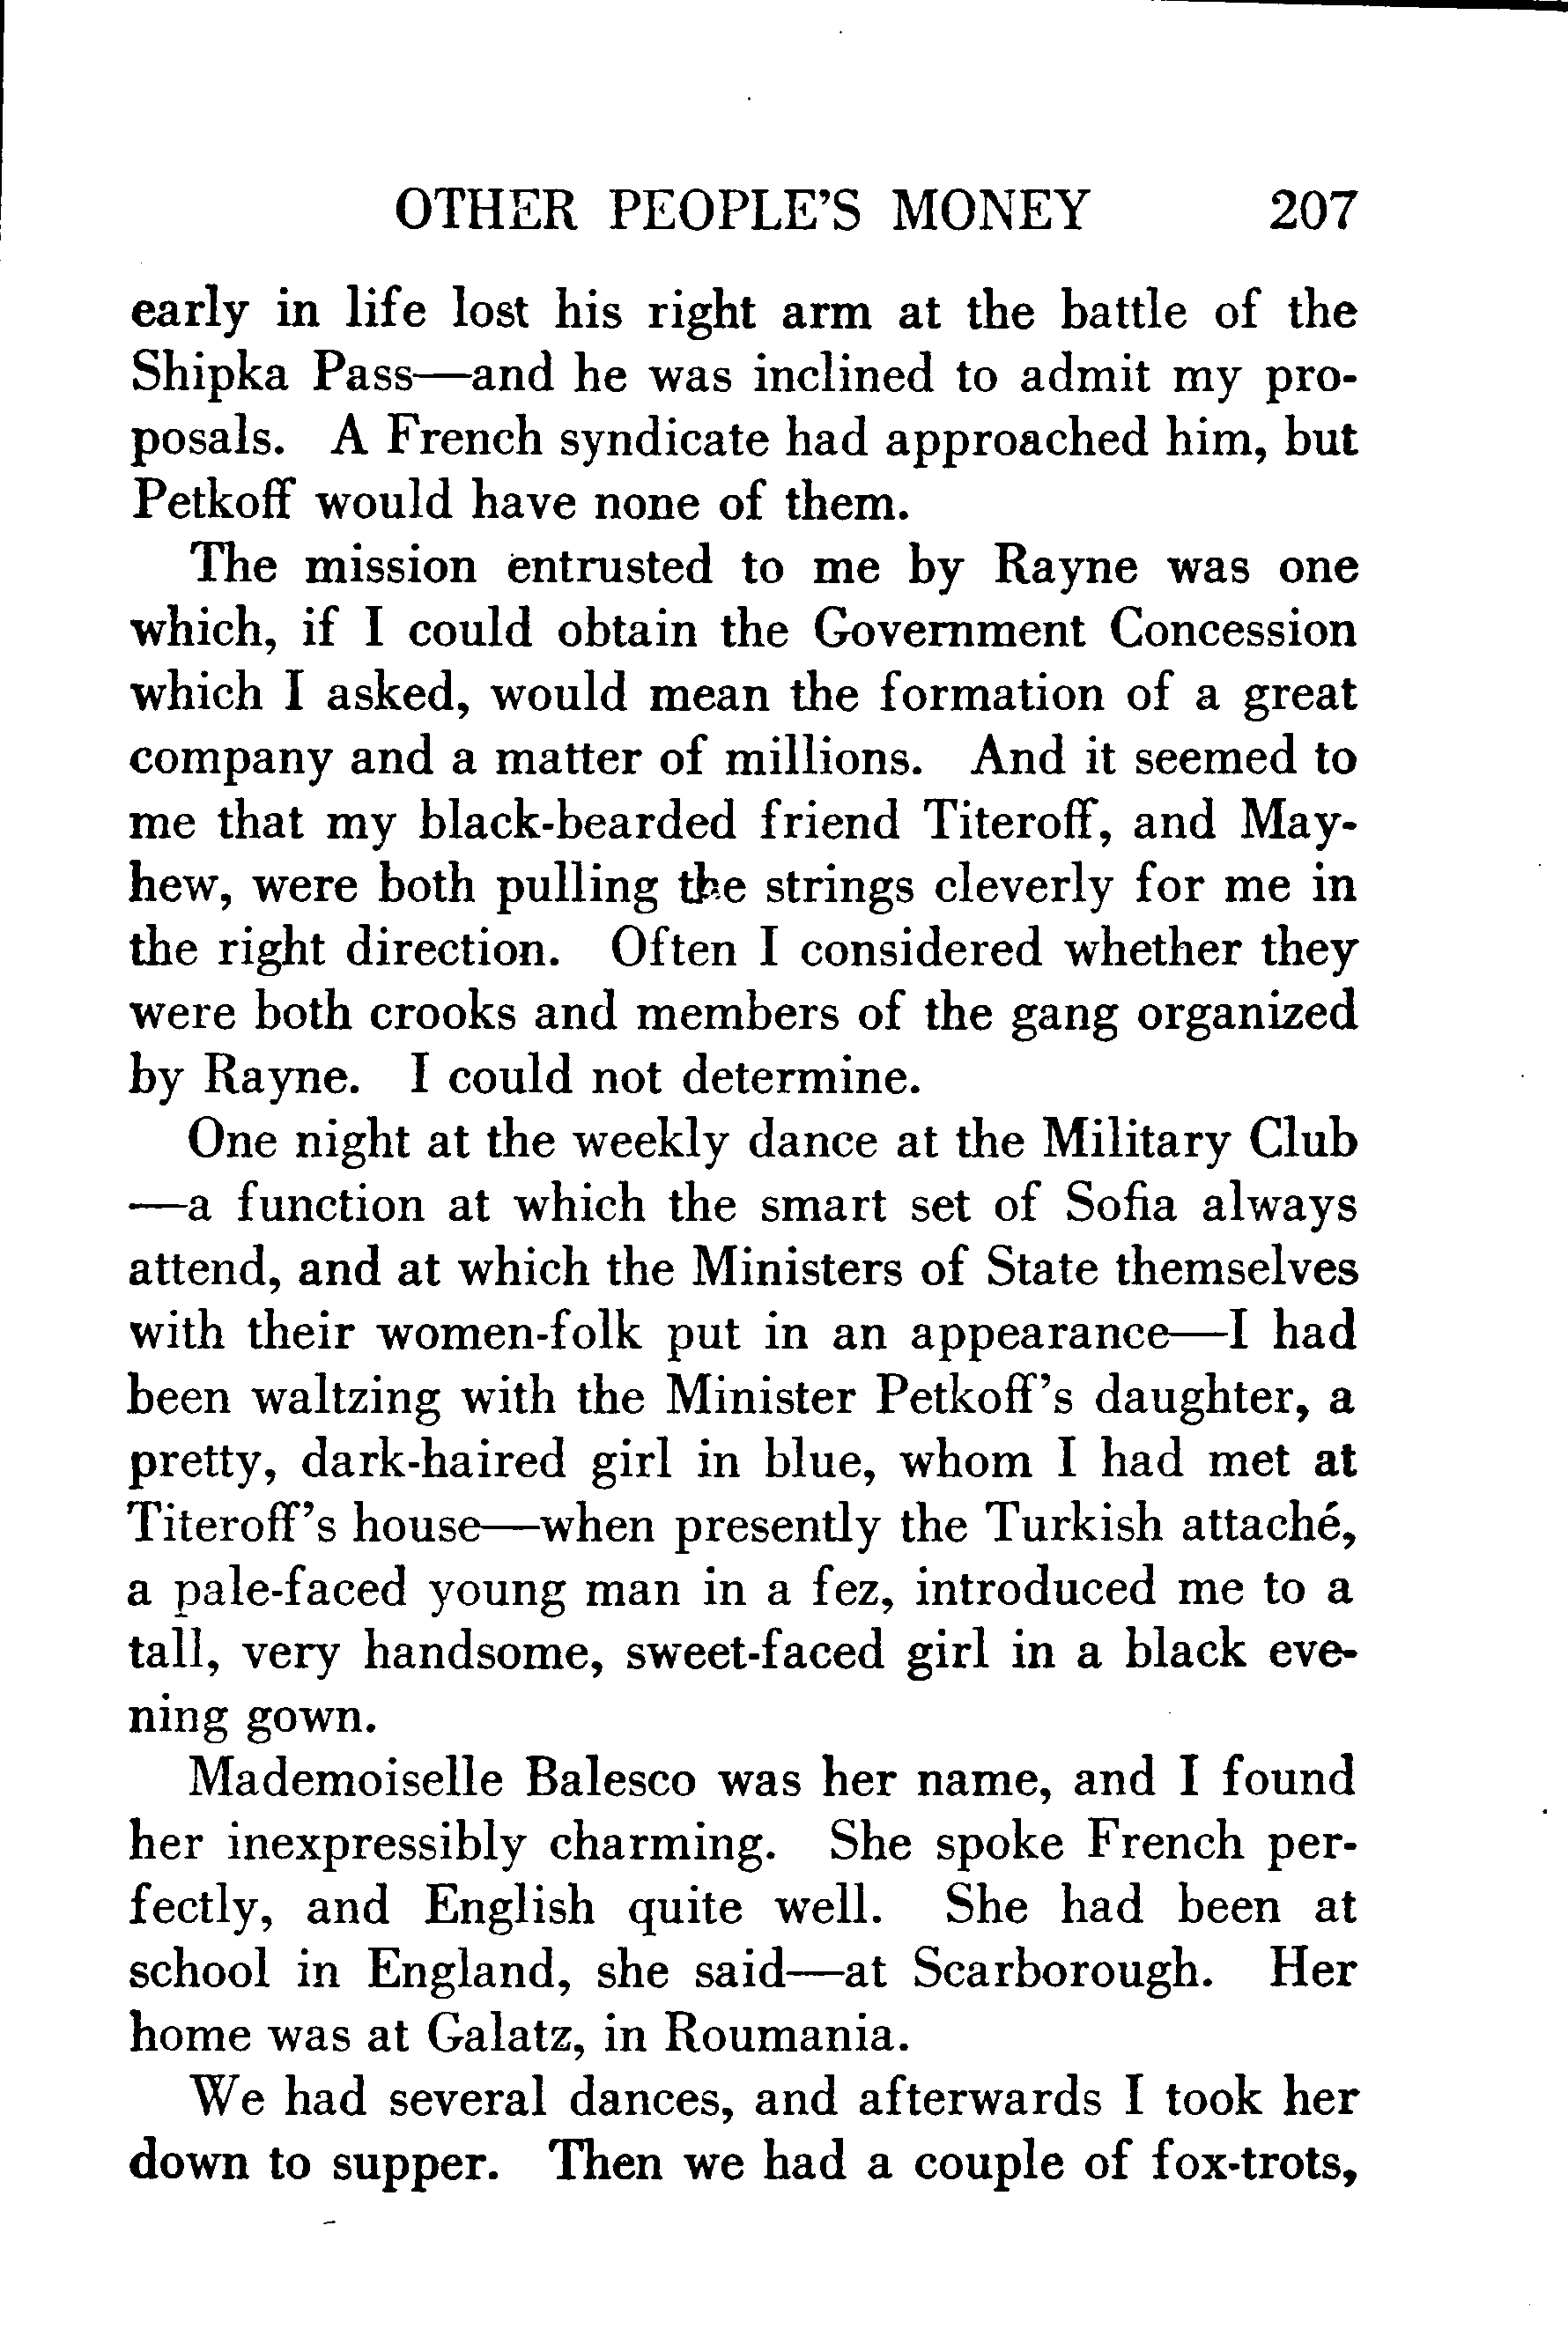 OTHER PEOPLE'S MONEY 207
early in life lost his right arm at the battle of the
Shipka Pass—and he was inclined to admit my pro-
posals. A French syndicate had approached him, but
Petkoff would have none of them.
The mission entrusted to me by Rayne was one
which, if I could obtain the Government Concession
which I asked, would mean the formation of a great
company and a matter of millions. And it seemed to
me that my black-bearded friend Titeroff, and May-
hew, were both pulling the strings cleverly for me in
the right direction. Often I considered whether they
were both crooks and members of the gang organized
by Rayne. I could not determine.
One night at the weekly dance at the Military Club
—a function at which the smart set of Sofia always
attend, and at which the Ministers of State themselves
with their women-folk put in an appearance—I had
been waltzing with the Minister Petkoff's daughter, a
pretty, dark-haired girl in blue, whom I had met at
Titeroff's house—when presently the Turkish attaché,
a pale-faced young man in a fez, introduced me to a
tall, very handsome, sweet-faced girl in a black eve-
ning gown.
Mademoiselle Balesco was her name, and I found
her inexpressibly charming. She spoke French per-
fectly, and English quite well. She had been at
school in England, she said—at Scarborough. Her
home was at Galatz, in Roumania.
We had several dances, and afterwards I took her
down to supper. Then we had a couple of fox-trots,